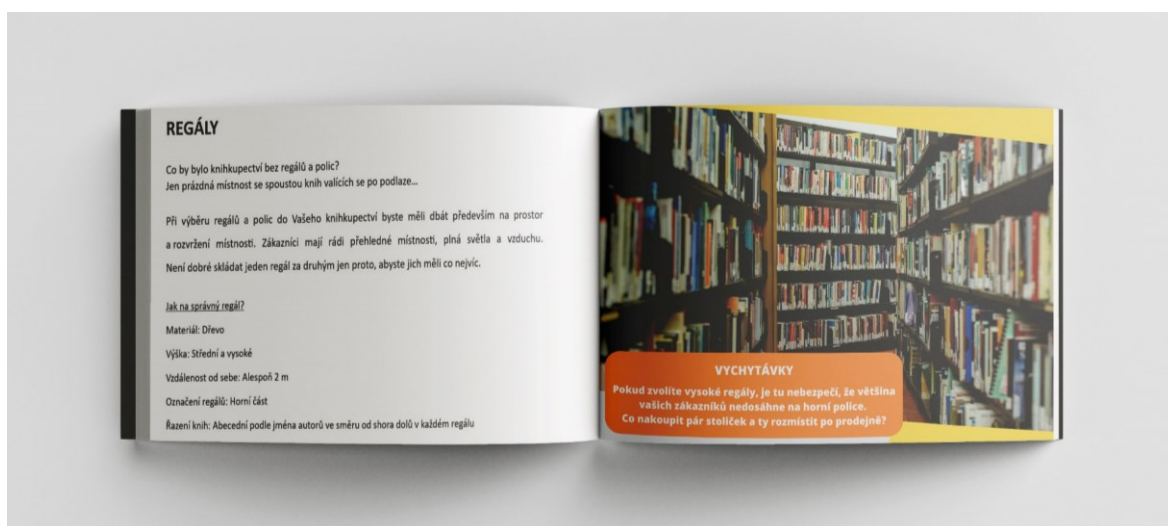 REGÁLY
Co by bylo knihkupectví bez regálů a polic?
Jen prázdná místnost se spoustou knih valících se po podlaze...
Při výběru regálů a polic do Vašeho knihkupectví byste měli dbát především na prostor
a rozvržení místnosti. Zákazníci mají rádi přehledné místnosti, plná světla a vzduchu.
Není dobré skládat jeden regál za druhým jen proto, abyste jich měli co nejvíc.
Jak na správný regál?
Materiál: Dřevo
Výška: Střední a vysoké
Vzdálenost od sebe: Alespoň 2 m
Označení regálů: Horní část
Řazení knih: Abecední podle jména autorů ve směru od shora dolů v každém regálu
VYCHYTÁVKY
Pokud zvolíte vysoké regály, je tu nebezpečí, že většina
vašich zákazníků nedosáhne na horní police.
Co nakoupit pár stoliček a ty rozmístit po prodejně?